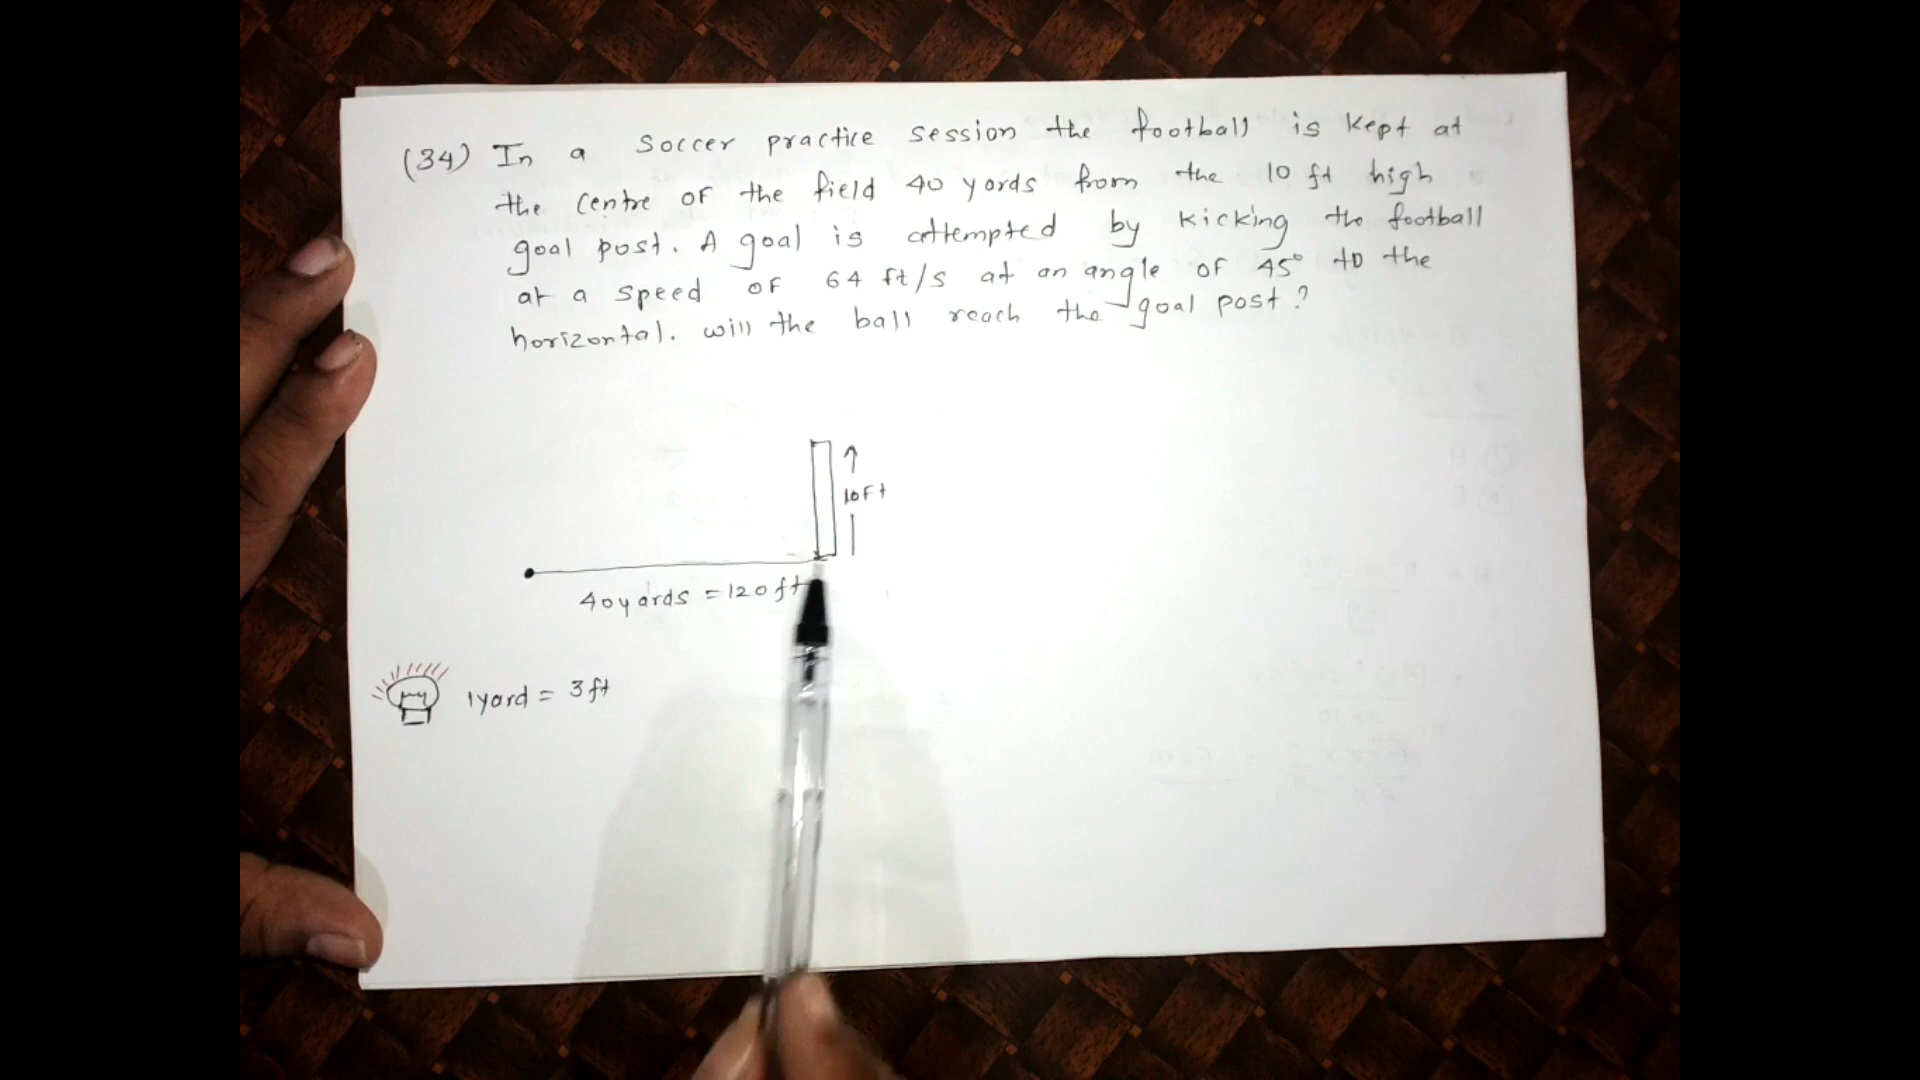 (34) In a soccer practice session the football is kept at
the centre of the field 40 yards from the 10 ft high
goal post. A goal is attempted by kicking the football
at a speed of 64 ft/s at an angle of 45° to the
horizontal. will the ball reach the goal post?
10Ft
40yards = 120ft
1yard = 3ft